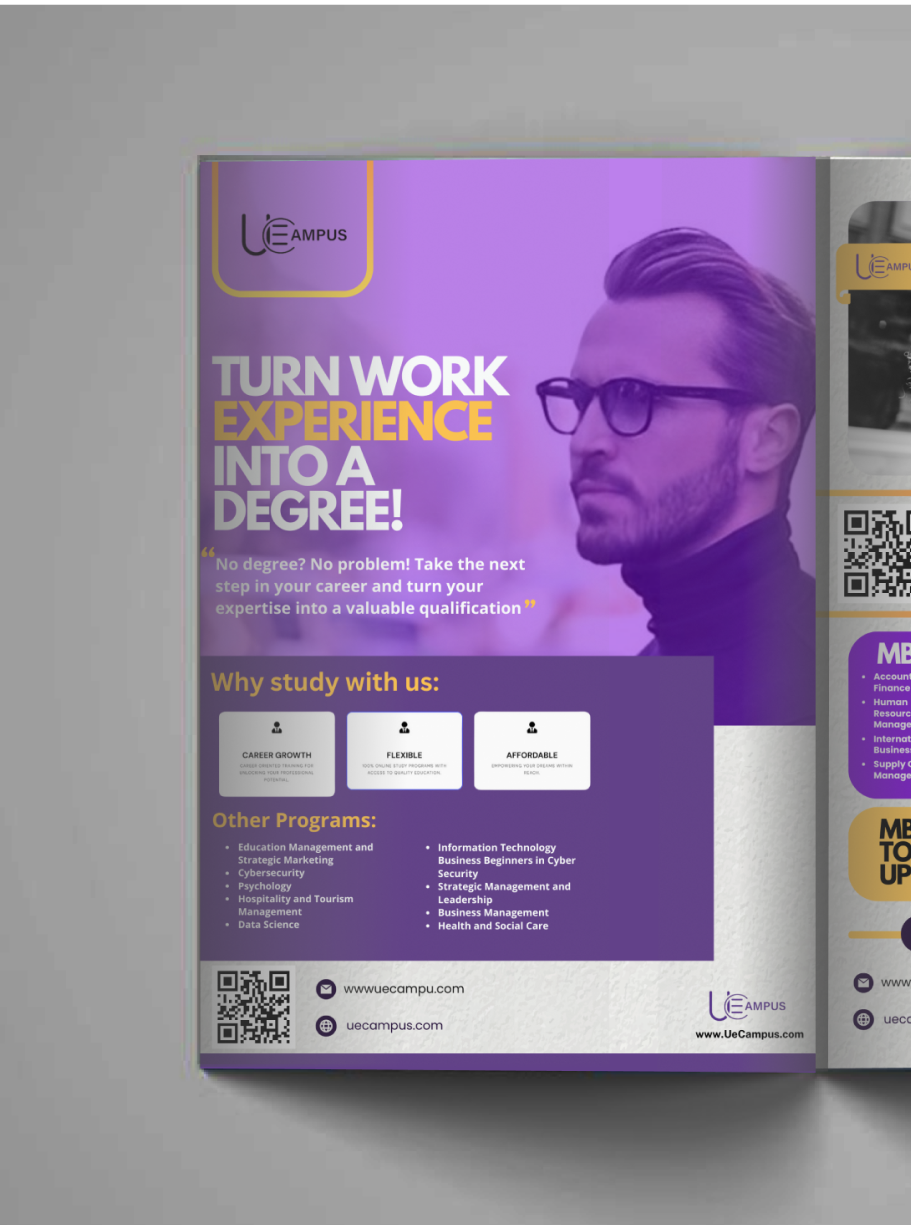 UECAMPUS
TURN WORK
EXPERIENCE
INTO A
DEGREE!
“No degree? No problem! Take the next
step in your career and turn your
expertise into a valuable qualification”
Why study with us:
CAREER GROWTH
CAREER-ORIENTED TRAINING FOR
UNLOCKING YOUR PROFESSIONAL
POTENTIAL.
FLEXIBLE
100% ONLINE STUDY PROGRAMS WITH
ACCESS TO QUALITY EDUCATION.
AFFORDABLE
EMPOWERING YOUR DREAMS WITHIN
REACH.
Other Programs:
• Education Management and
Strategic Marketing
• Cybersecurity
• Psychology
• Hospitality and Tourism
Management
• Data Science
• Information Technology
Business Beginners in Cyber
Security
• Strategic Management and
Leadership
• Business Management
• Health and Social Care
wwwuecampu.com
uecampus.com
UECAMPUS
www.UeCampus.com
UECAMPU
MB
• Account
Finance
• Human
Resourc
Manage
• Internat
Business
• Supply C
Manage
MB
TO
UP
www
ueca